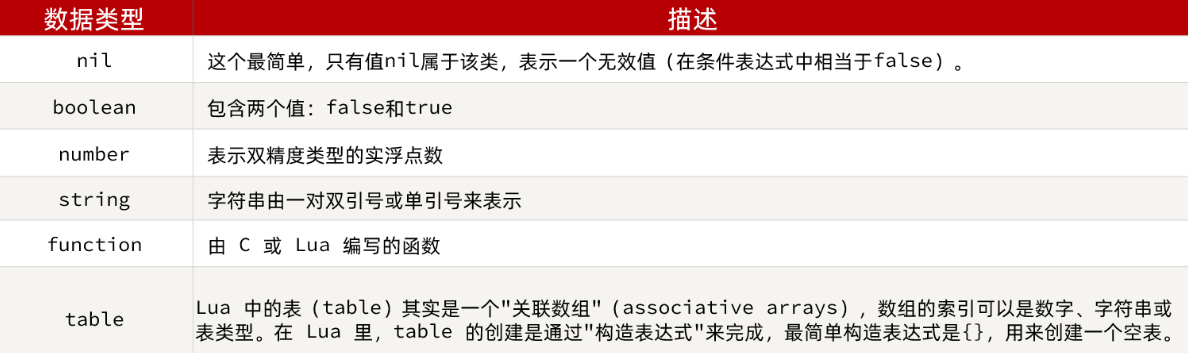 数据类型 描述
nil 这个最简单，只有值nil属于该类，表示一个无效值（在条件表达式中相当于false）。
boolean 包含两个值：false和true
number 表示双精度类型的实浮点数
string 字符串由一对双引号或单引号来表示
function 由 C 或 Lua 编写的函数
table Lua 中的表（table）其实是一个"关联数组"（associative arrays），数组的索引可以是数字、字符串或
表类型。在 Lua 里，table 的创建是通过"构造表达式"来完成，最简单构造表达式是{}，用来创建一个空表。